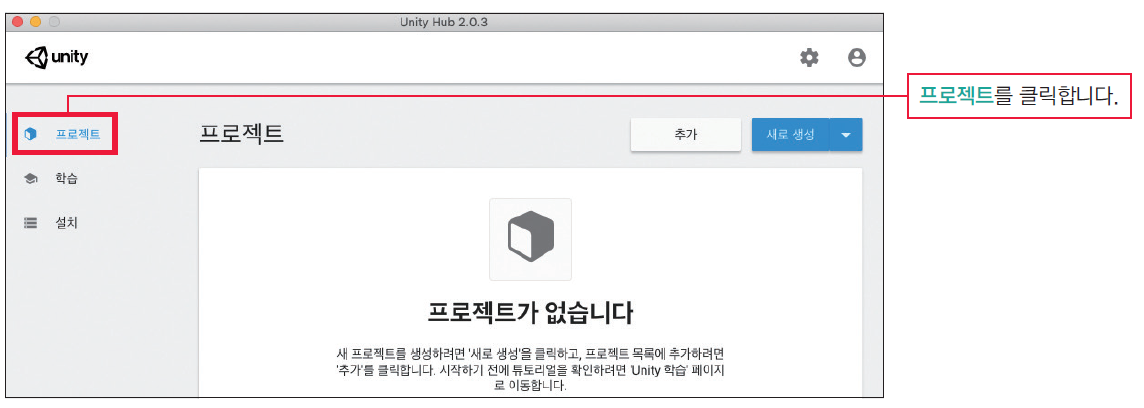 Unity Hub 2.0.3
unity
프로젝트를 클릭합니다.
프로젝트
프로젝트
추가
새로 생성
학습
설치
프로젝트가 없습니다
새 프로젝트를 생성하려면 '새로 생성'을 클릭하고, 프로젝트 목록에 추가하려면
'추가'를 클릭합니다. 시작하기 전에 튜토리얼을 확인하려면 'Unity 학습' 페이지
로 이동합니다.